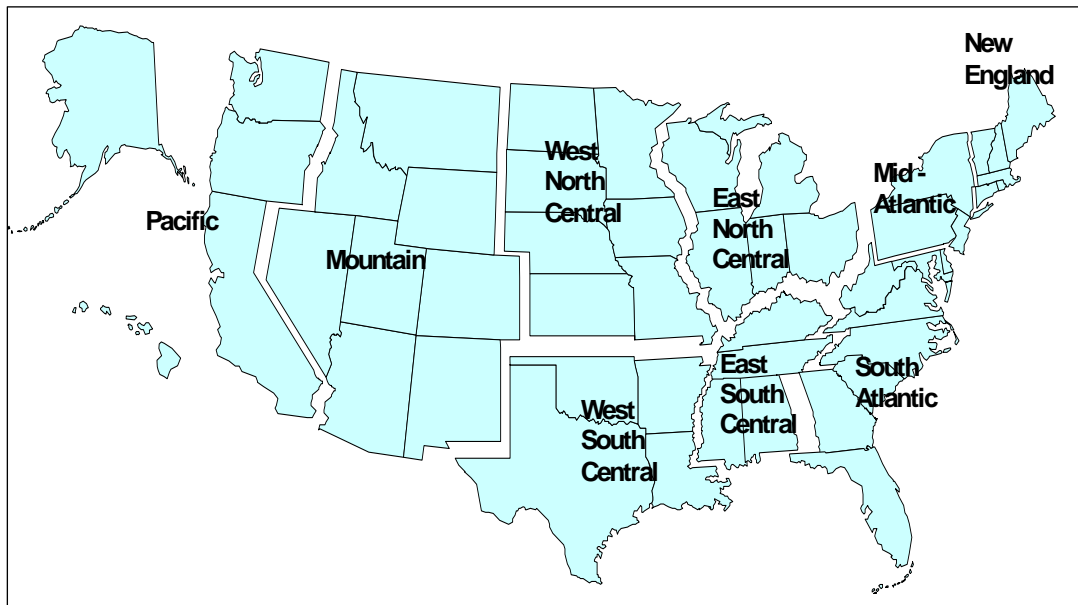 New
England
West
North
Central
Mid-
Atlantic
East
North
Central
Pacific
Mountain
East
South
Central
South
Atlantic
West
South
Central